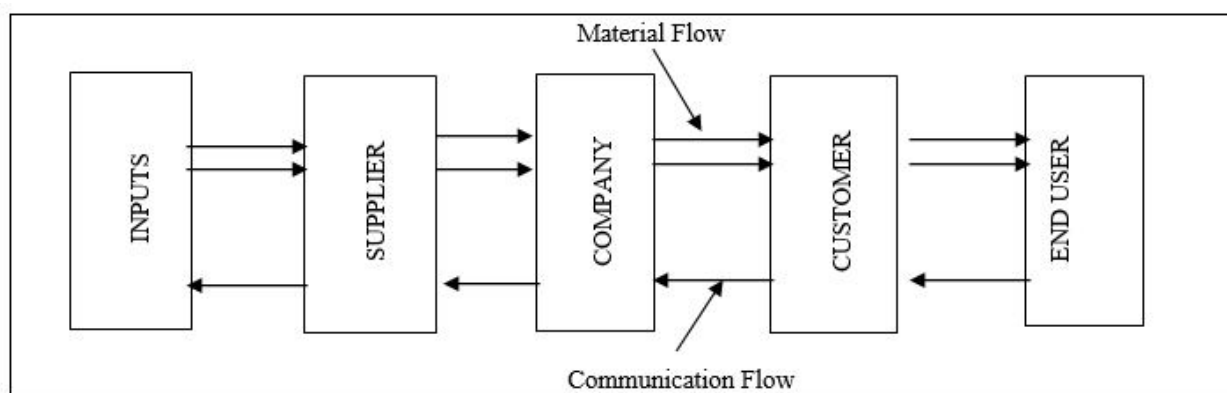 Material Flow
INPUTS
SUPPLIER
COMPANY
CUSTOMER
END USER
Communication Flow